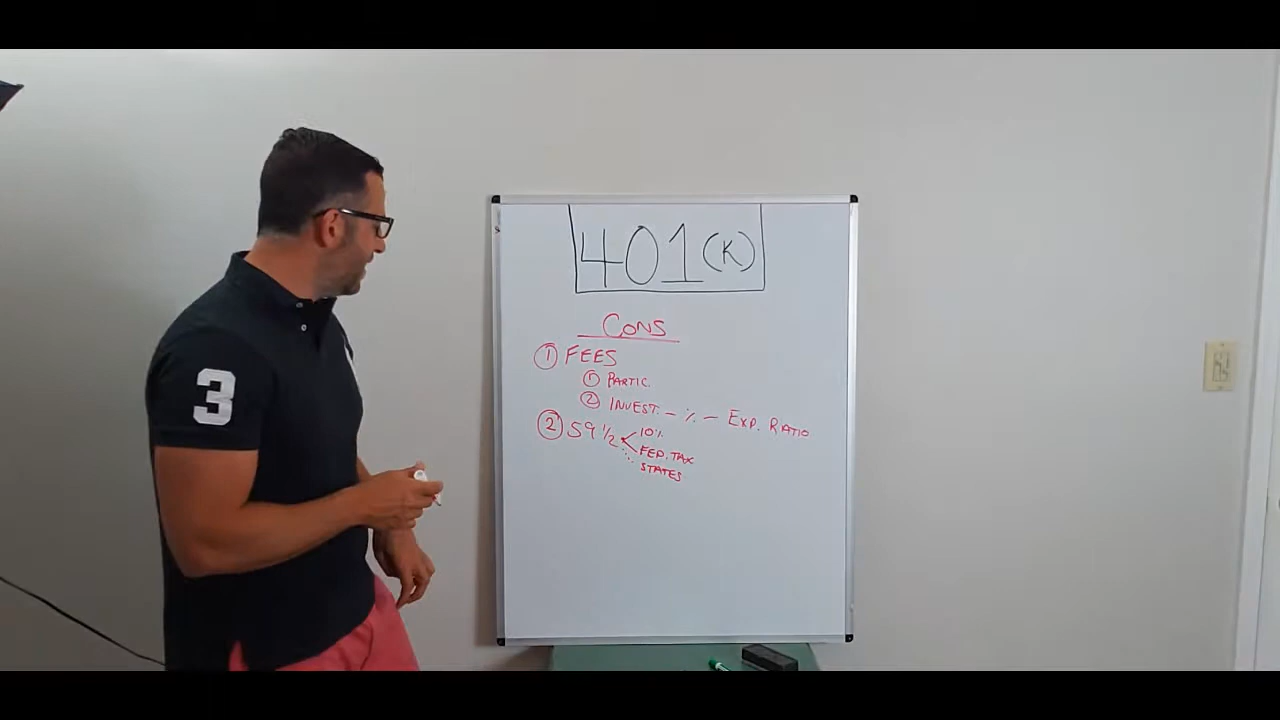 3
401(K)
CONS
① FEES
① PARTIC.
② INVEST. – % – EXP. RATIO
② 59 ½
10%
FED. TAX
STATES